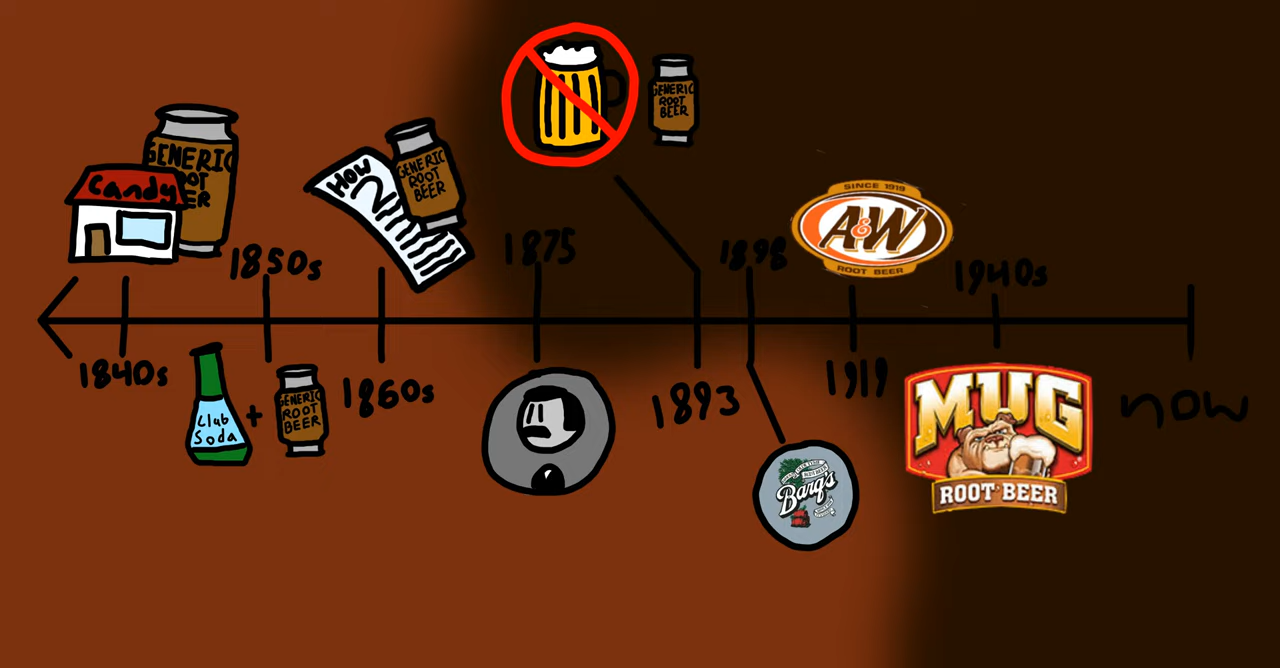 Candy
GENERIC
ROOT
BEER
1840s
1850s
Club
Soda
+
GENERIC
ROOT
BEER
HOW
2
GENERIC
ROOT
BEER
1860s
1875
GENERIC
ROOT
BEER
1893
1898
Barq's
SINCE 1919
A&W
ROOT BEER
1919
1940s
MUG
ROOT BEER
now